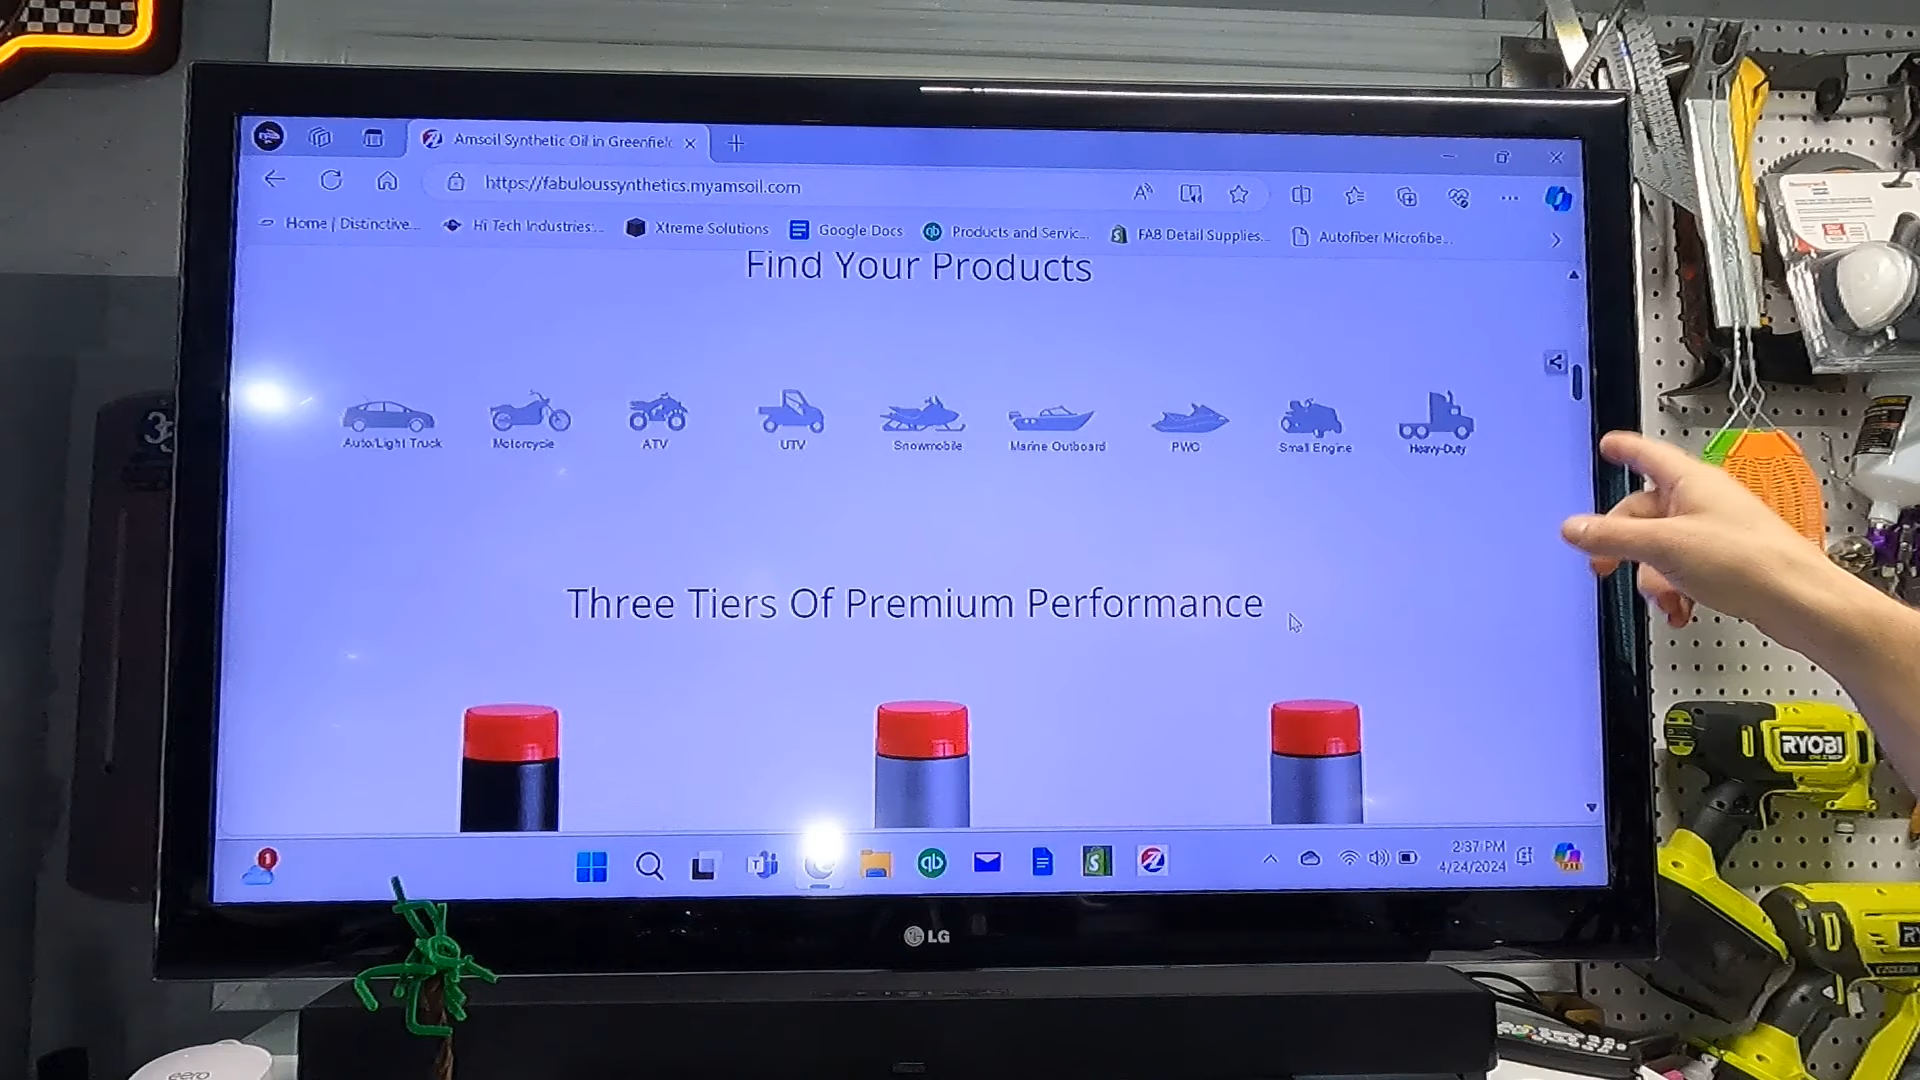 Amsoil Synthetic Oil in Greenfiel
https://fabuloussynthetics.myamsoil.com
Home | Distinctive...
Hi Tech Industries:...
Xtreme Solutions
Google Docs
Products and Servic...
FAB Detail Supplies...
Autofiber Microfibe...
Find Your Products
Auto/Light Truck
Motorcycle
ATV
UTV
Snowmobile
Marine Outboard
PWC
Small Engine
Heavy-Duty
Three Tiers Of Premium Performance
1
2:37 PM
4/24/2024
LG
eero
RYOBI